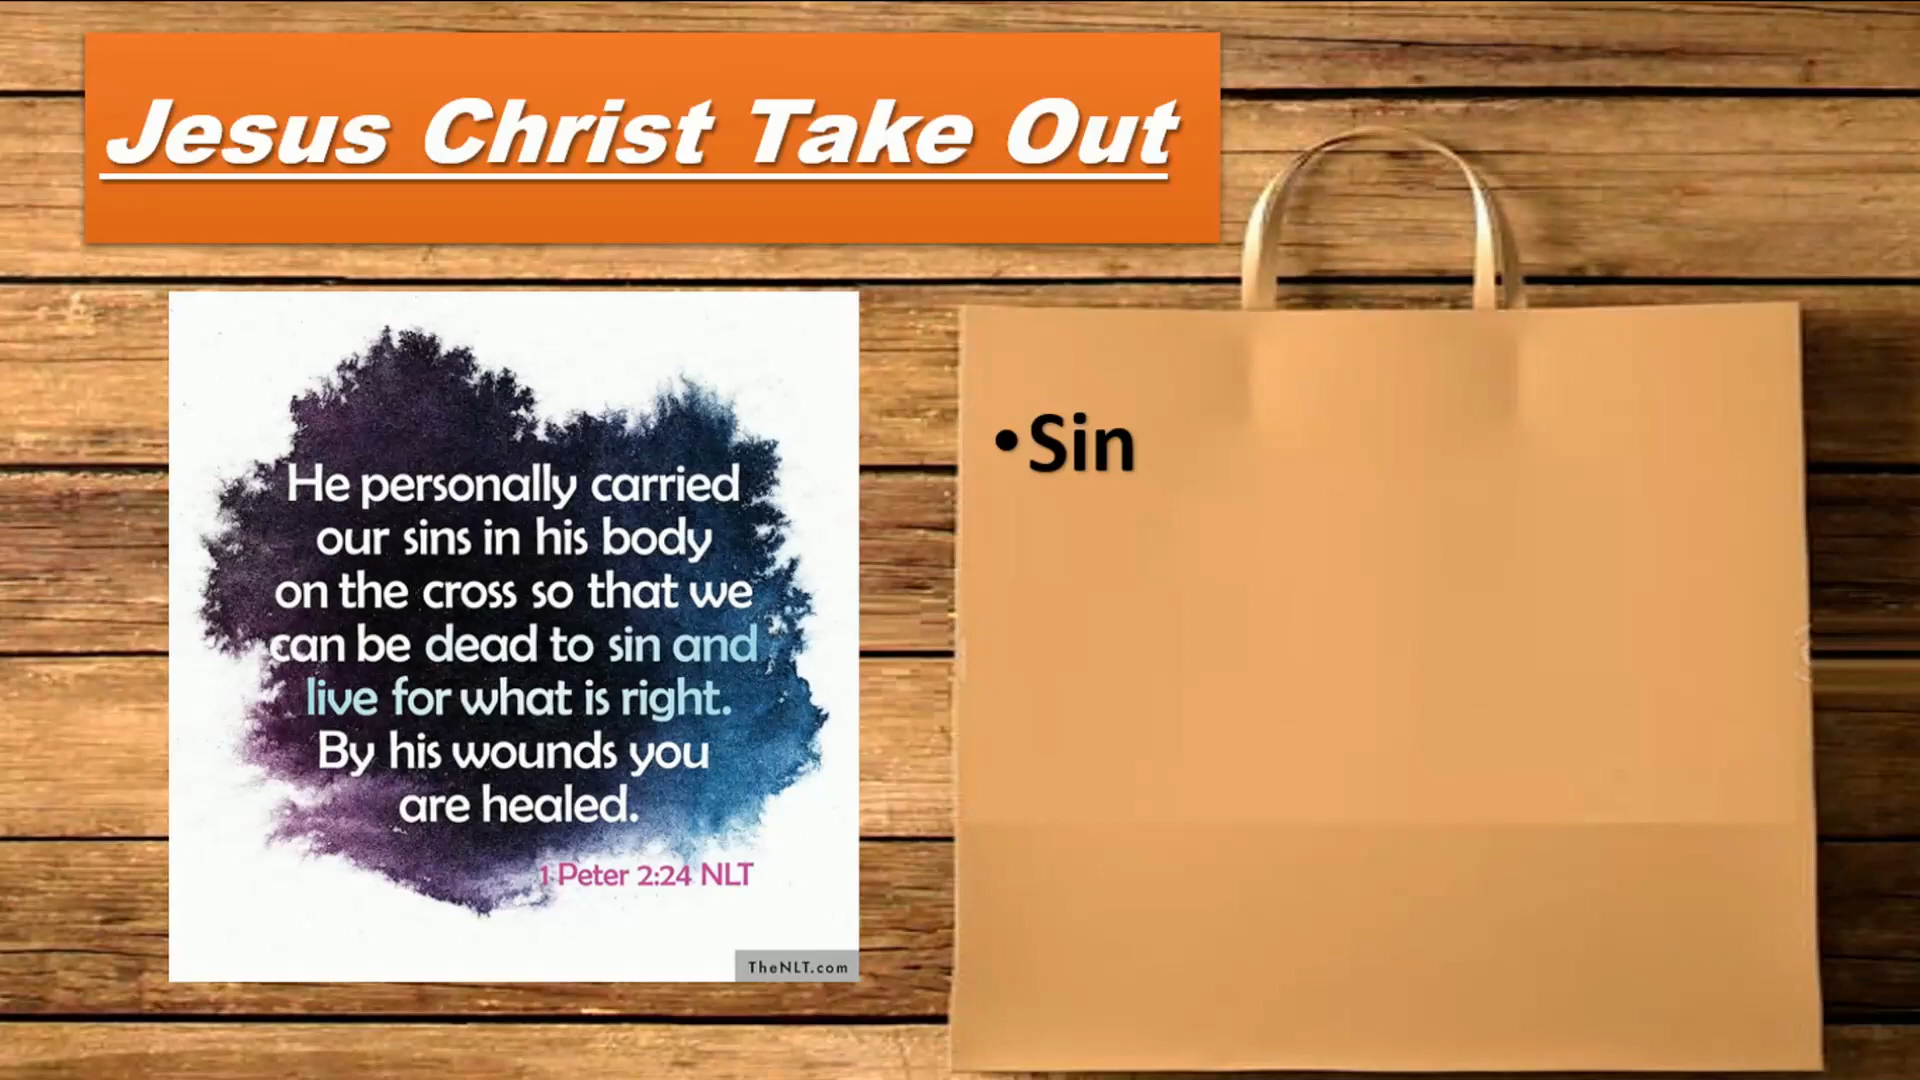 Jesus Christ Take Out
He personally carried
our sins in his body
on the cross so that we
can be dead to sin and
live for what is right.
By his wounds you
are healed.
1 Peter 2:24 NLT
TheNLT.com
•Sin